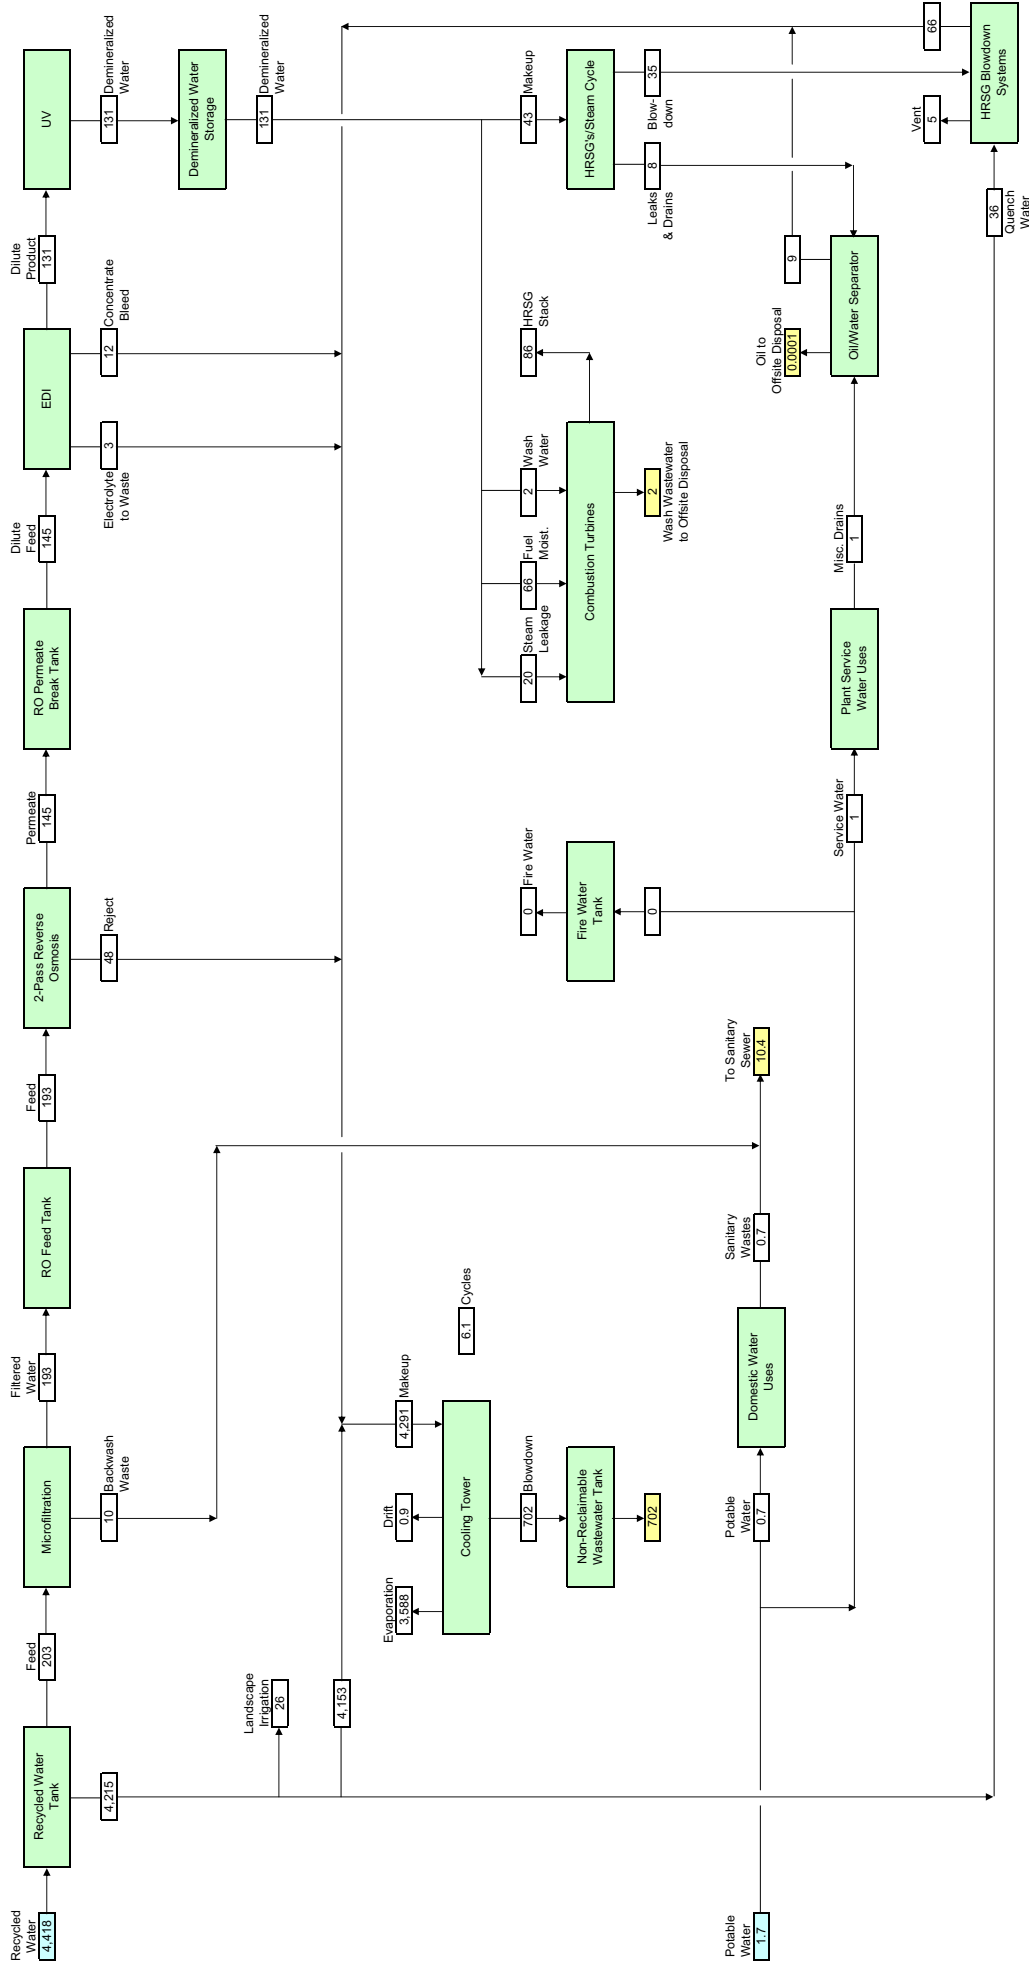 Recycled
Water
4,418
Recycled Water
Tank
Feed
203
Microfiltration
Filtered
Water
193
RO Feed Tank
Feed
193
2-Pass Reverse
Osmosis
Permeate
145
RO Permeate
Break Tank
Dilute
Feed
145
EDI
Dilute
Product
131
UV
4,215
10
Backwash
Waste
48
Reject
Electrolyte
to Waste
3
12
Concentrate
Bleed
131
Demineralized
Water
Demineralized Water
Storage
131
Demineralized
Water
Landscape
Irrigation
26
4,153
Evaporation
3,588
Drift
0.9
4,291
Makeup
Cooling Tower
6.1
Cycles
702
Blowdown
Non-Reclaimable
Wastewater Tank
702
0
Fire Water
Fire Water
Tank
0
20
Steam
Leakage
66
Fuel
Moist.
2
Wash
Water
86
HRSG
Stack
Combustion Turbines
2
Wash Wastewater
to Offsite Disposal
43
Makeup
HRSG's/Steam Cycle
Leaks
& Drains
8
Blow-
down
35
Potable
Water
1.7
Potable
Water
0.7
Domestic Water
Uses
Sanitary
Wastes
0.7
To Sanitary
Sewer
10.4
Service Water
1
Plant Service
Water Uses
Misc. Drains
1
Oil to
Offsite Disposal
0.0001
9
Oil/Water Separator
Vent
5
66
36
Quench
Water
HRSG Blowdown
Systems